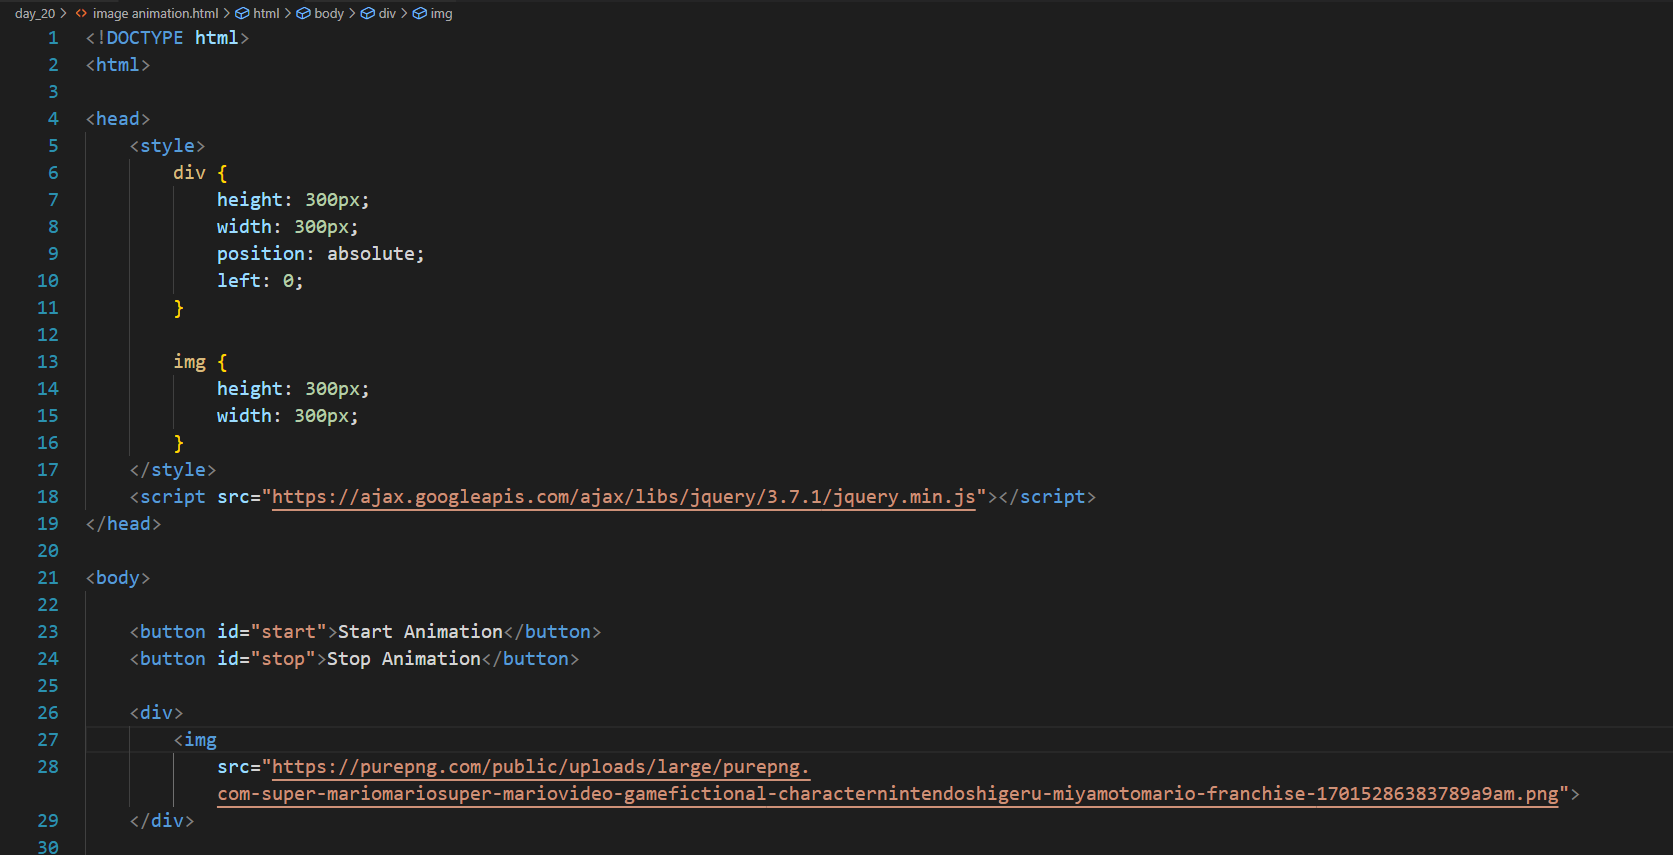 day_20 > <> image animation.html > html > body > div > img
1 <!DOCTYPE html>
2 <html>
3
4 <head>
5     <style>
6         div {
7             height: 300px;
8             width: 300px;
9             position: absolute;
10             left: 0;
11         }
12
13         img {
14             height: 300px;
15             width: 300px;
16         }
17     </style>
18     <script src="https://ajax.googleapis.com/ajax/libs/jquery/3.7.1/jquery.min.js"></script>
19 </head>
20
21 <body>
22
23     <button id="start">Start Animation</button>
24     <button id="stop">Stop Animation</button>
25
26     <div>
27         <img
28             src="https://purepng.com/public/uploads/large/purepng.
com-super-mariomariosuper-mariovideo-gamefictional-characternintendoshigeru-miyamotomario-franchise-17015286383789a9am.png">
29     </div>
30